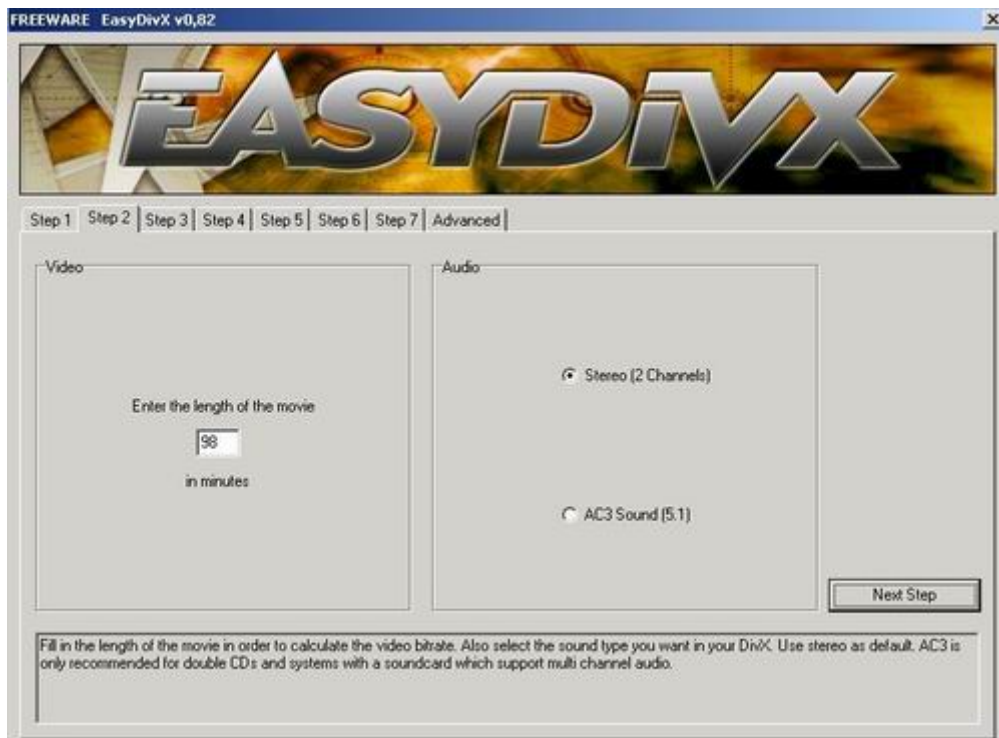 FREEWARE EasyDivX v0,82
EASYDiVX
Step 1 Step 2 Step 3 Step 4 Step 5 Step 6 Step 7 Advanced
Video
Enter the length of the movie
98
in minutes
Audio
Stereo (2 Channels)
AC3 Sound (5.1)
Next Step
Fill in the length of the movie in order to calculate the video bitrate. Also select the sound type you want in your DivX. Use stereo as default. AC3 is
only recommended for double CDs and systems with a soundcard which support multi channel audio.